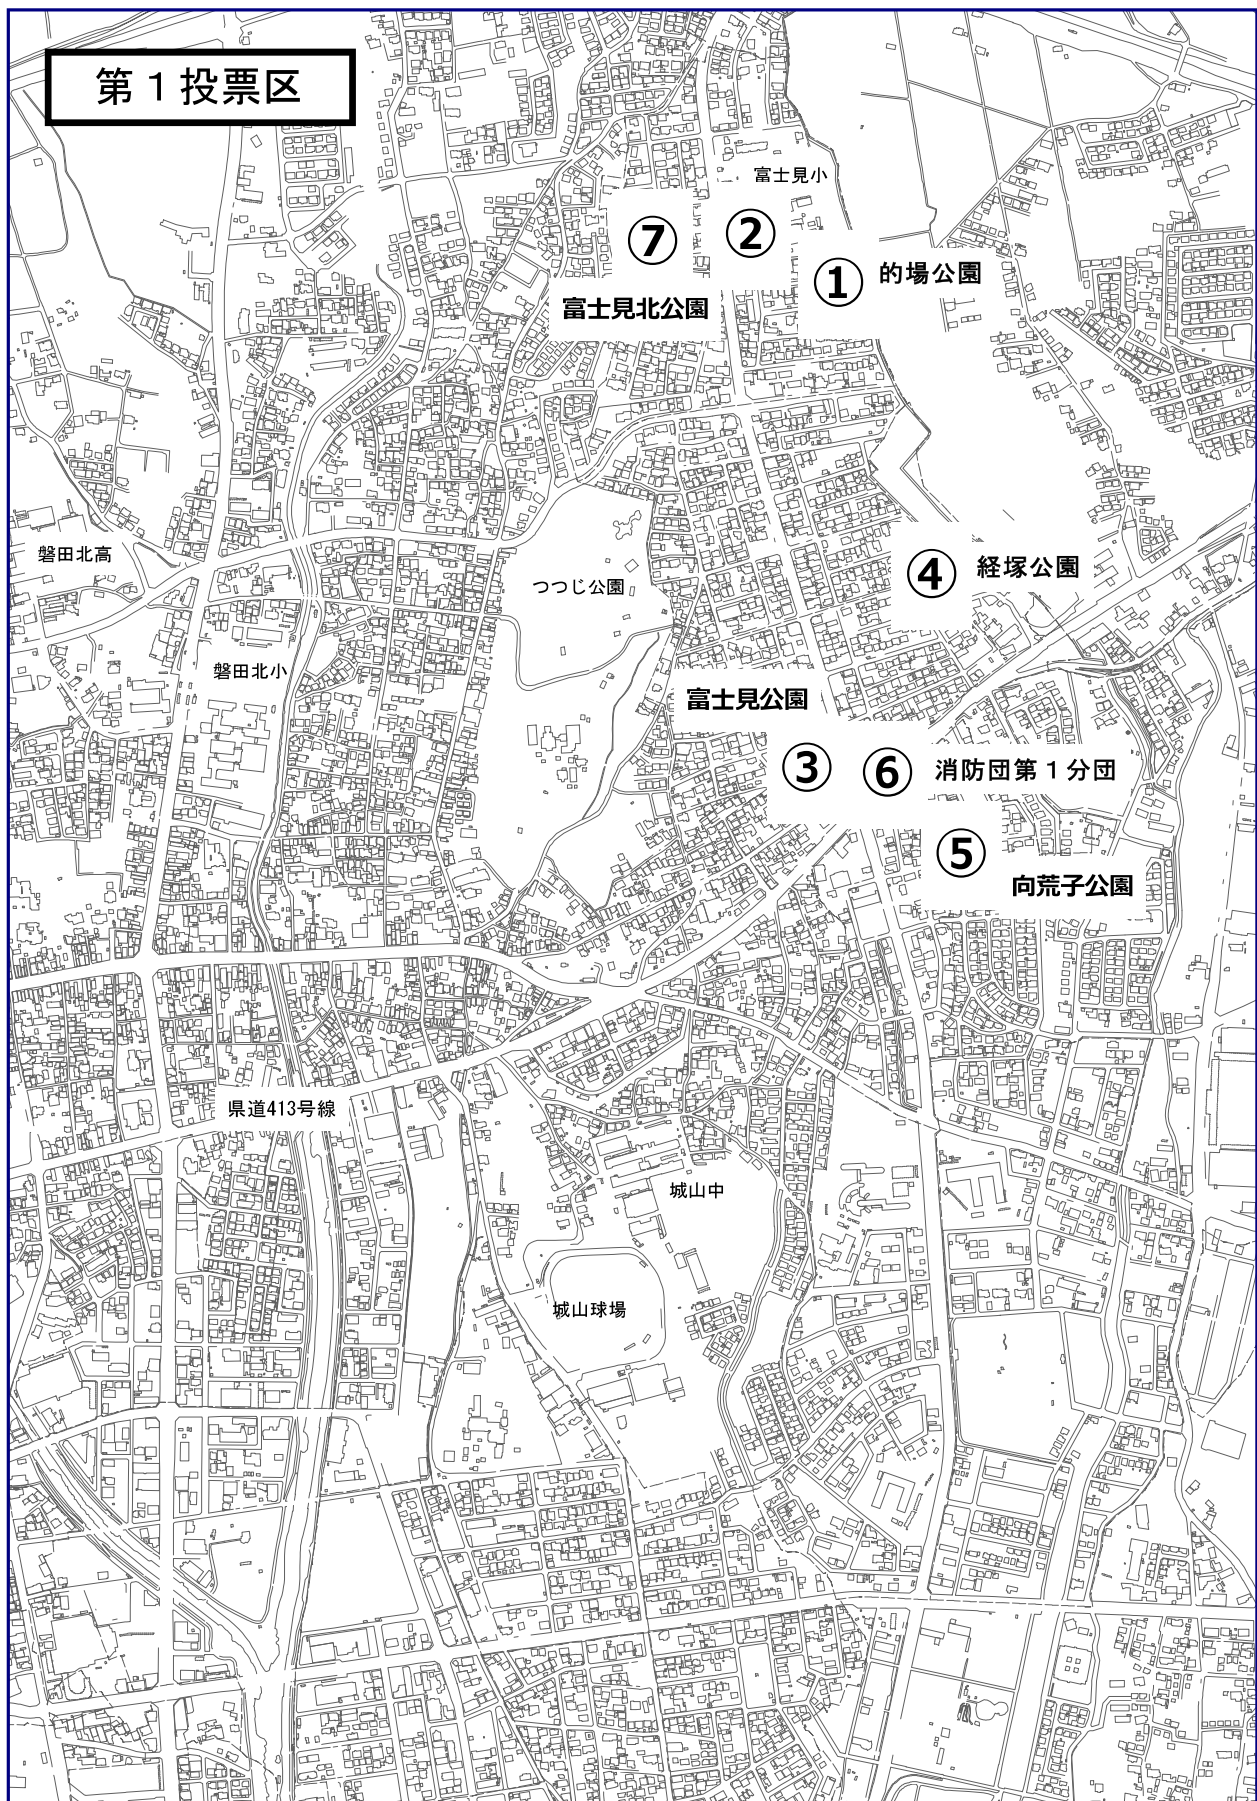 第１投票区
富士見小
⑦
②
①
的場公園
富士見北公園
磐田北高
つつじ公園
④
経塚公園
磐田北小
富士見公園
③
⑥
消防団第１分団
⑤
向荒子公園
県道413号線
城山中
城山球場